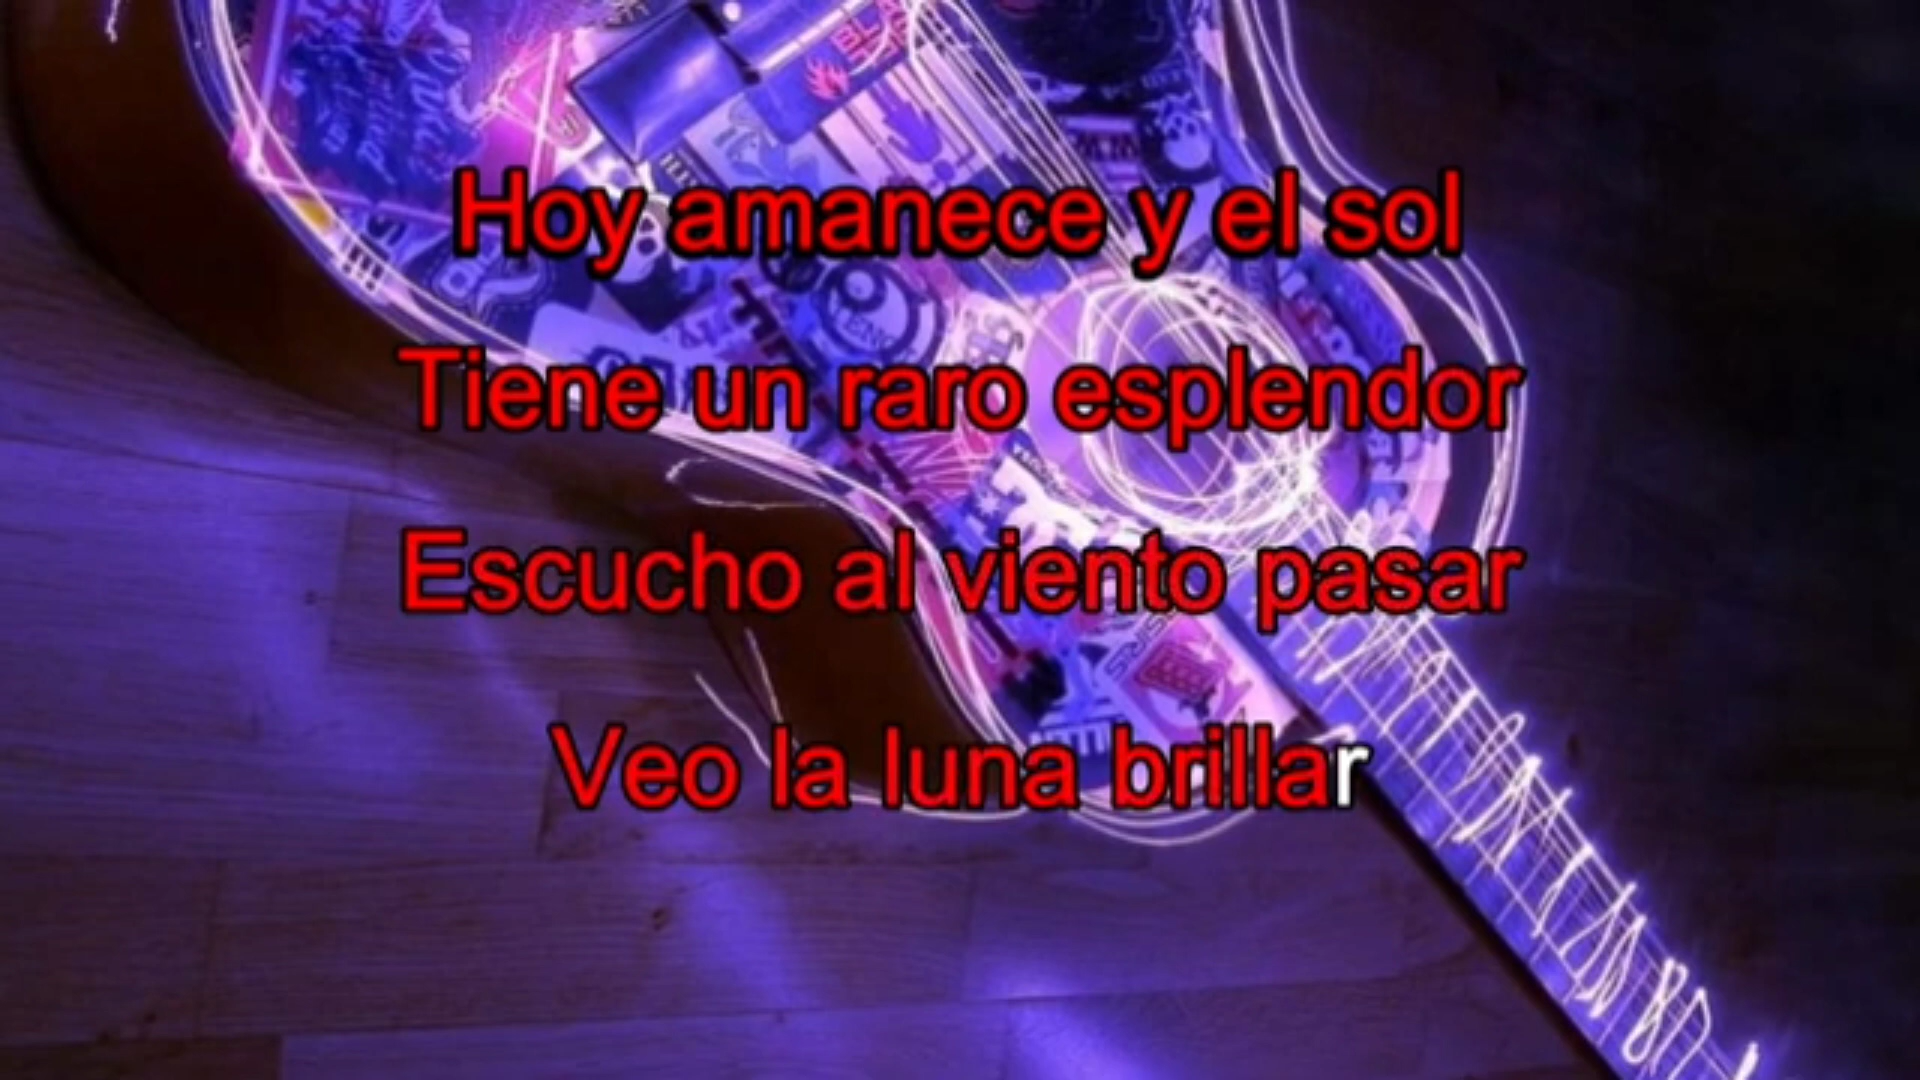 Hoy amanece y el sol
Tiene un raro esplendor
Escucho al viento pasar
Veo la luna brillar